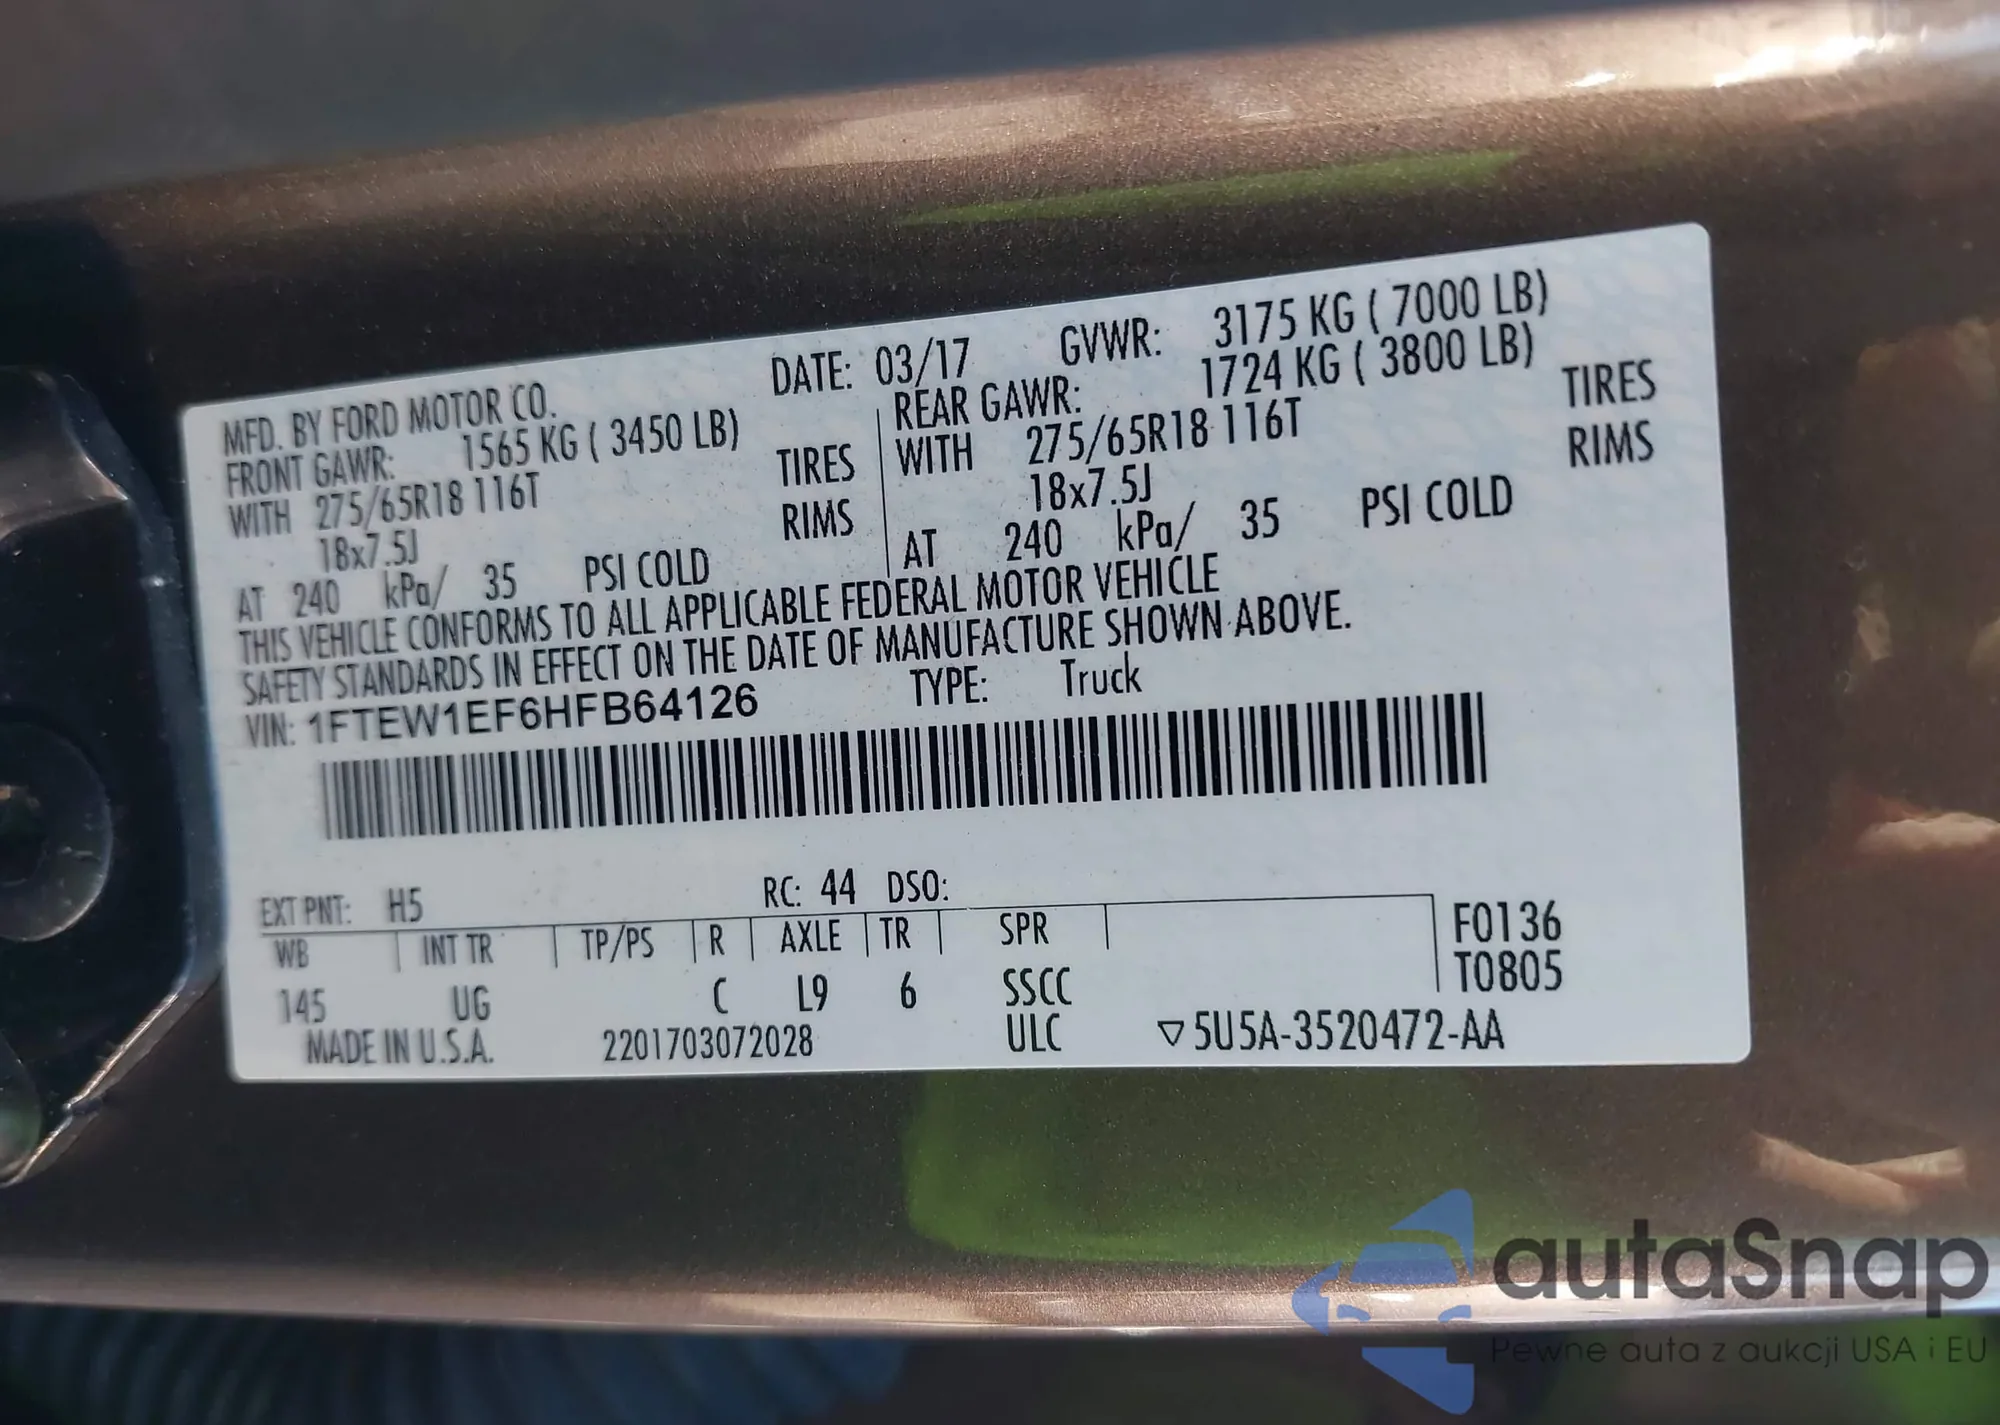 MFD. BY FORD MOTOR CO. DATE: 03/17 GVWR: 3175 KG ( 7000 LB)
FRONT GAWR: 1565 KG ( 3450 LB) REAR GAWR: 1724 KG ( 3800 LB)
WITH 275/65R18 116T TIRES WITH 275/65R18 116T TIRES
18x7.5J RIMS 18x7.5J RIMS
AT 240 kPa/ 35 PSI COLD AT 240 kPa/ 35 PSI COLD
THIS VEHICLE CONFORMS TO ALL APPLICABLE FEDERAL MOTOR VEHICLE
SAFETY STANDARDS IN EFFECT ON THE DATE OF MANUFACTURE SHOWN ABOVE.
VIN: 1FTEW1EF6HFB64126 TYPE: Truck
EXT PNT: H5 RC: 44 DSO:
WB INT TR TP/PS R AXLE TR SPR F0136
145 UG C L9 6 SSCC T0805
MADE IN U.S.A. 2201703072028 ULC ▽5U5A-3520472-AA
autaSnap
Pewne auta z aukcji USA i EU